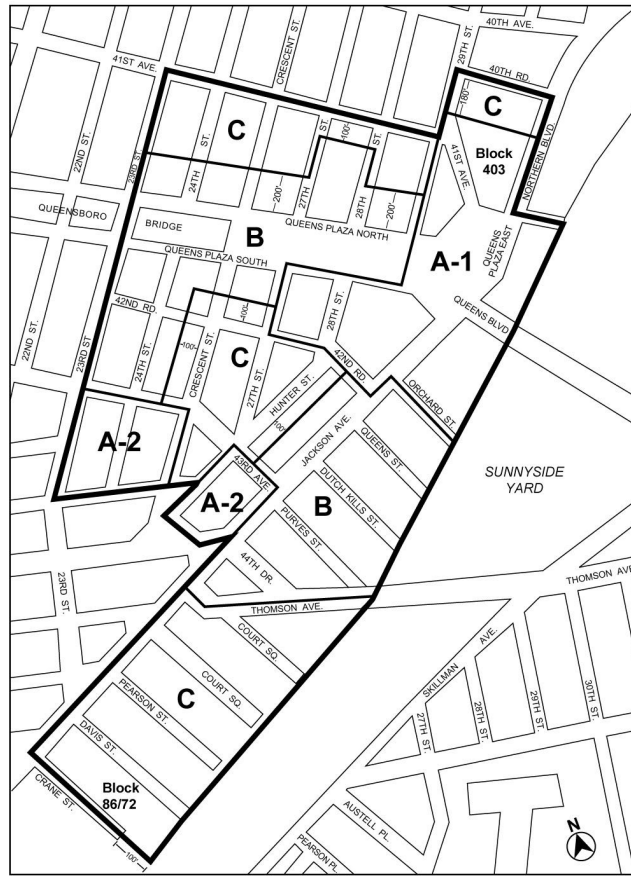 40TH AVE.
29TH ST.
40TH RD.
CRESCENT ST.
41ST AVE.
180'
C
22ND ST.
23RD ST.
24TH ST.
C
200'
27TH ST.
100'
28TH ST.
200'
41ST AVE.
Block
403
NORTHERN BLVD.
QUEENSBORO
BRIDGE
B
QUEENS PLAZA NORTH
QUEENS PLAZA SOUTH
A-1
QUEENS
PLAZA EAST
QUEENS BLVD
42ND RD.
22ND ST.
23RD ST
24TH ST.
100'
CRESCENT ST.
100'
C
27TH ST.
28TH ST.
42ND RD.
HUNTER ST.
100'
JACKSON AVE.
ORCHARD ST.
QUEENS ST.
A-2
43RD AVE.
A-2
B
DUTCH KILLS ST.
PURVES ST.
44TH DR.
SUNNYSIDE
YARD
THOMSON AVE.
THOMSON AVE.
23RD ST.
COURT SQ.
COURT SQ.
C
PEARSON ST.
DAVIS ST.
Block
86/72
CRANE ST.
100'
SKILLMAN AVE.
27TH ST.
28TH ST.
29TH ST.
30TH ST.
AUSTELL PL.
PEARSON PL.
N